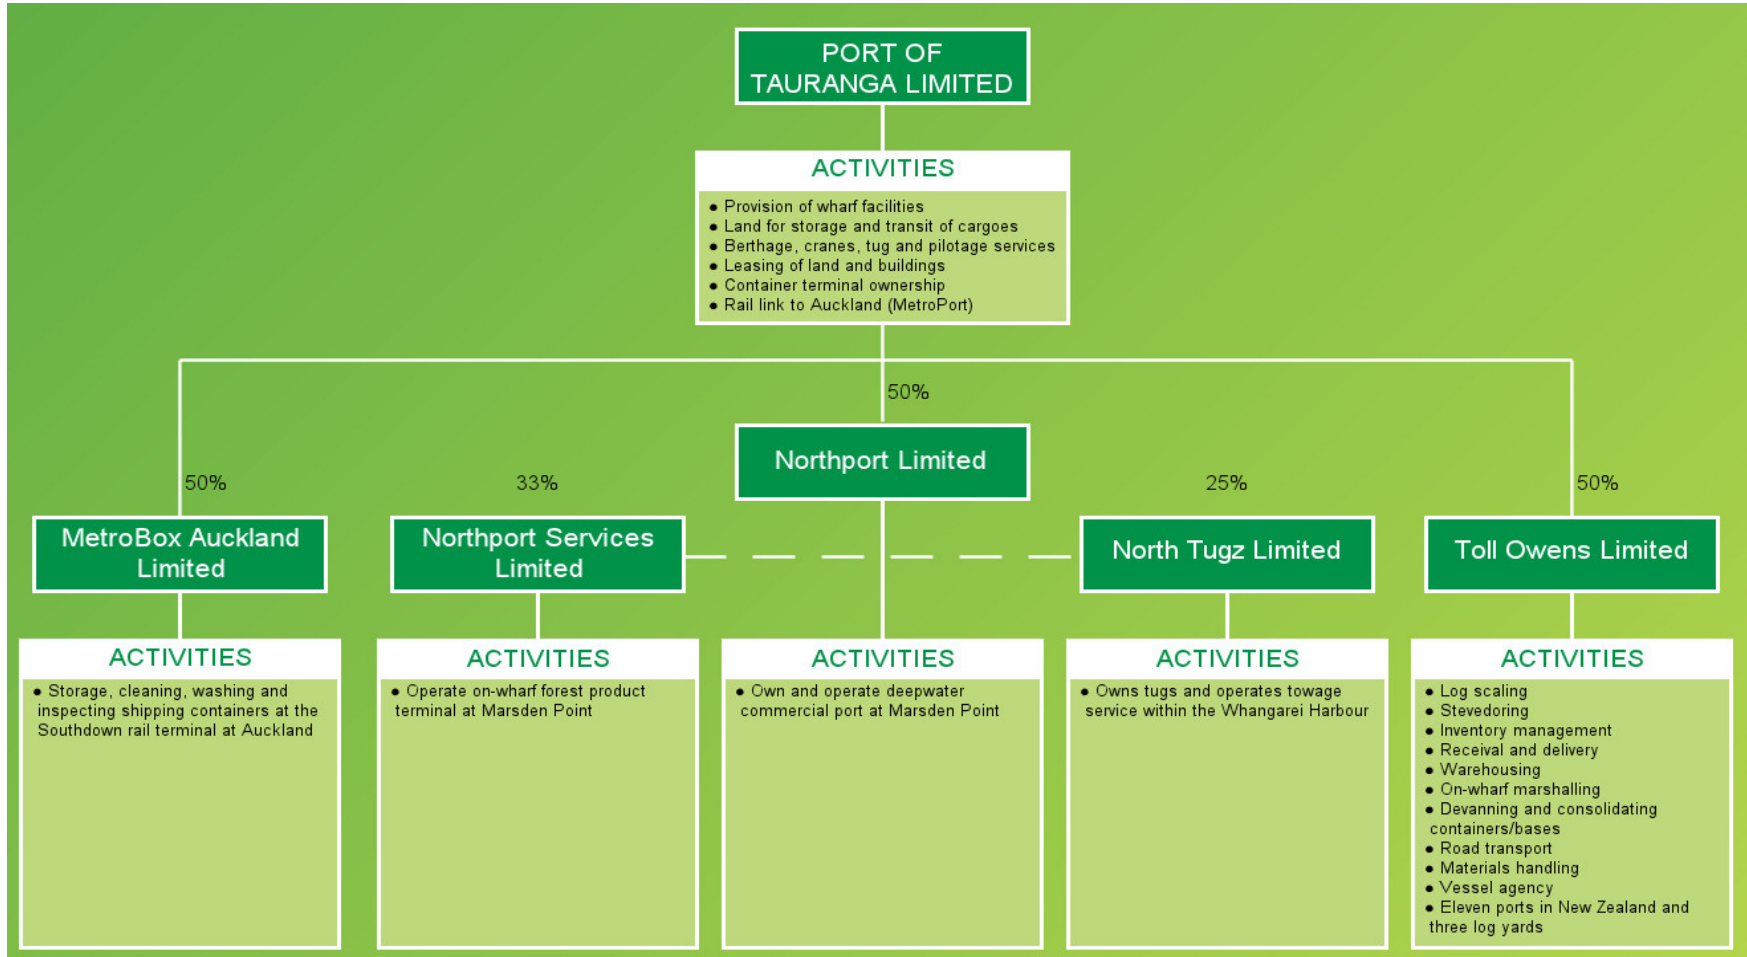 PORT OF
TAURANGA LIMITED
ACTIVITIES
● Provision of wharf facilities
● Land for storage and transit of cargoes
● Berthage, cranes, tug and pilotage services
● Leasing of land and buildings
● Container terminal ownership
● Rail link to Auckland (MetroPort)
50%
Northport Limited
50%
33%
25%
50%
MetroBox Auckland
Limited
Northport Services
Limited
North Tugz Limited
Toll Owens Limited
ACTIVITIES
● Storage, cleaning, washing and
inspecting shipping containers at the
Southdown rail terminal at Auckland
ACTIVITIES
● Operate on-wharf forest product
terminal at Marsden Point
ACTIVITIES
● Own and operate deepwater
commercial port at Marsden Point
ACTIVITIES
● Owns tugs and operates towage
service within the Whangarei Harbour
ACTIVITIES
● Log scaling
● Stevedoring
● Inventory management
● Receival and delivery
● Warehousing
● On-wharf marshalling
● Devanning and consolidating
containers/bases
● Road transport
● Materials handling
● Vessel agency
● Eleven ports in New Zealand and
three log yards